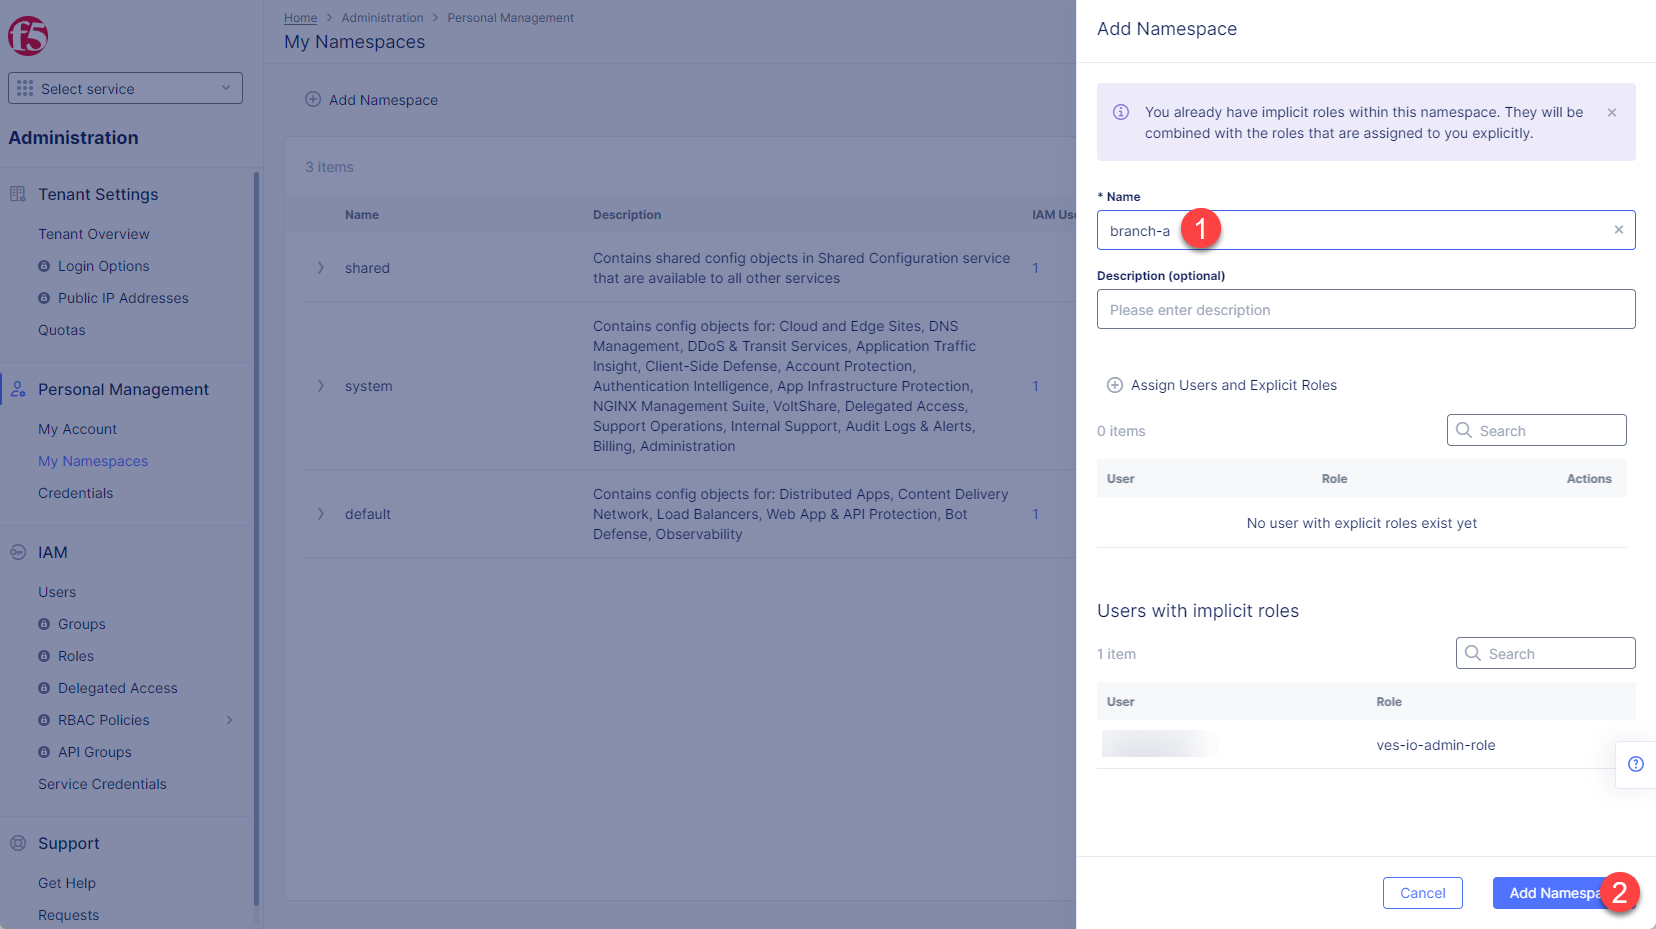 f5
Select service
Administration
Tenant Settings
Tenant Overview
Login Options
Public IP Addresses
Quotas
Personal Management
My Account
My Namespaces
Credentials
IAM
Users
Groups
Roles
Delegated Access
RBAC Policies
API Groups
Service Credentials
Support
Get Help
Requests
Home > Administration > Personal Management
My Namespaces
Add Namespace
3 items
Name Description IAM Use
shared
Contains shared config objects in Shared Configuration service
that are available to all other services
1
system
Contains config objects for: Cloud and Edge Sites, DNS
Management, DDoS & Transit Services, Application Traffic
Insight, Client-Side Defense, Account Protection,
Authentication Intelligence, App Infrastructure Protection,
NGINX Management Suite, VoltShare, Delegated Access,
Support Operations, Internal Support, Audit Logs & Alerts,
Billing, Administration
1
default
Contains config objects for: Distributed Apps, Content Delivery
Network, Load Balancers, Web App & API Protection, Bot
Defense, Observability
1
Add Namespace
You already have implicit roles within this namespace. They will be
combined with the roles that are assigned to you explicitly.
* Name
branch-a
1
Description (optional)
Please enter description
Assign Users and Explicit Roles
0 items
Search
User Role Actions
No user with explicit roles exist yet
Users with implicit roles
1 item
Search
User Role
ves-io-admin-role
Cancel
Add Namespa
2